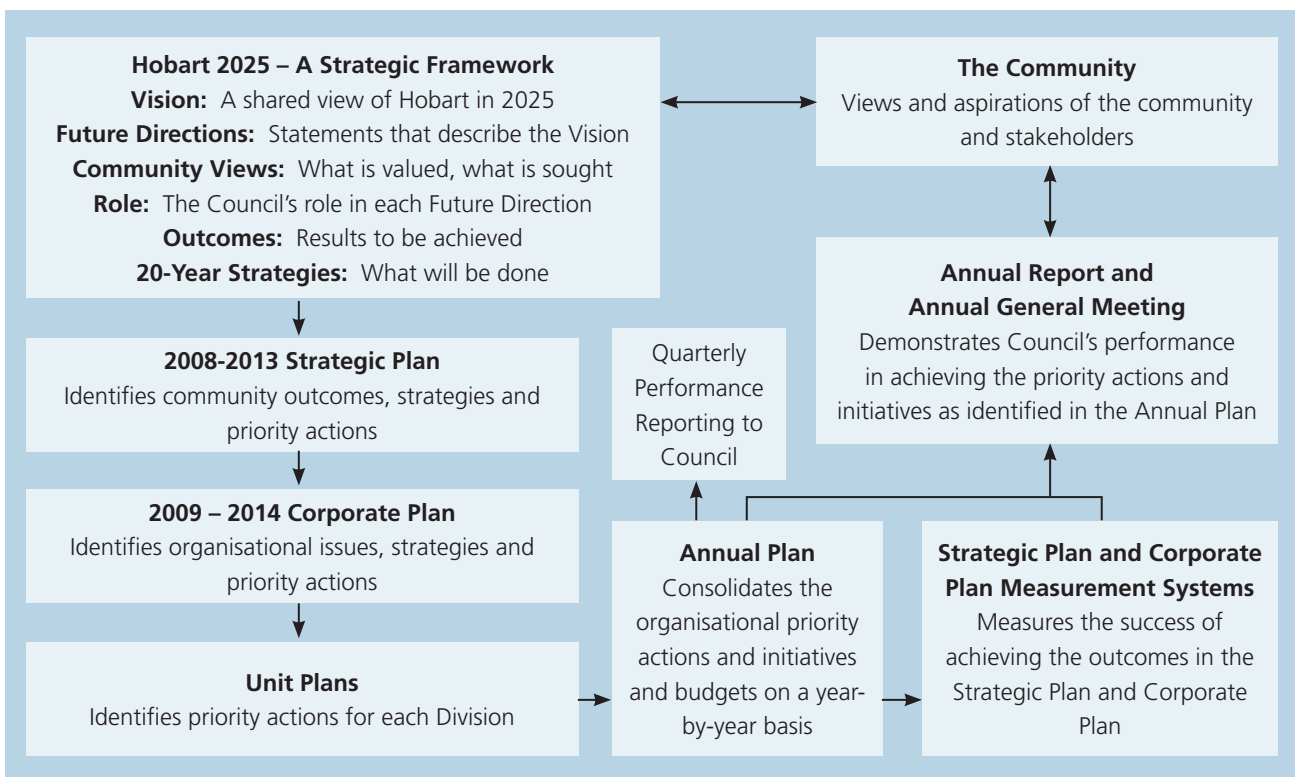 Hobart 2025 – A Strategic Framework
Vision: A shared view of Hobart in 2025
Future Directions: Statements that describe the Vision
Community Views: What is valued, what is sought
Role: The Council’s role in each Future Direction
Outcomes: Results to be achieved
20-Year Strategies: What will be done
The Community
Views and aspirations of the community
and stakeholders
2008-2013 Strategic Plan
Identifies community outcomes, strategies and
priority actions
2009 – 2014 Corporate Plan
Identifies organisational issues, strategies and
priority actions
Unit Plans
Identifies priority actions for each Division
Quarterly
Performance
Reporting to
Council
Annual Plan
Consolidates the
organisational priority
actions and initiatives
and budgets on a year-
by-year basis
Annual Report and
Annual General Meeting
Demonstrates Council’s performance
in achieving the priority actions and
initiatives as identified in the Annual Plan
Strategic Plan and Corporate
Plan Measurement Systems
Measures the success of
achieving the outcomes in the
Strategic Plan and Corporate
Plan